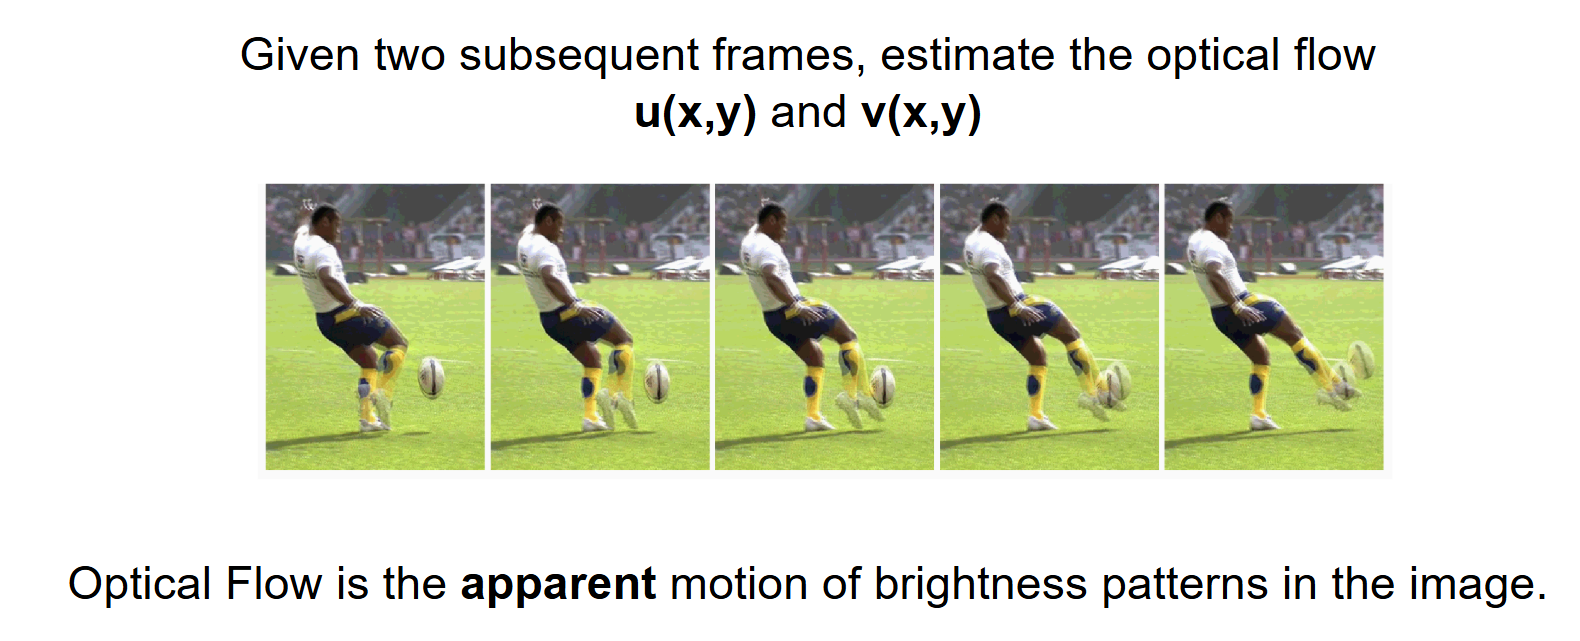 Given two subsequent frames, estimate the optical flow
u(x,y) and v(x,y)
Optical Flow is the apparent motion of brightness patterns in the image.